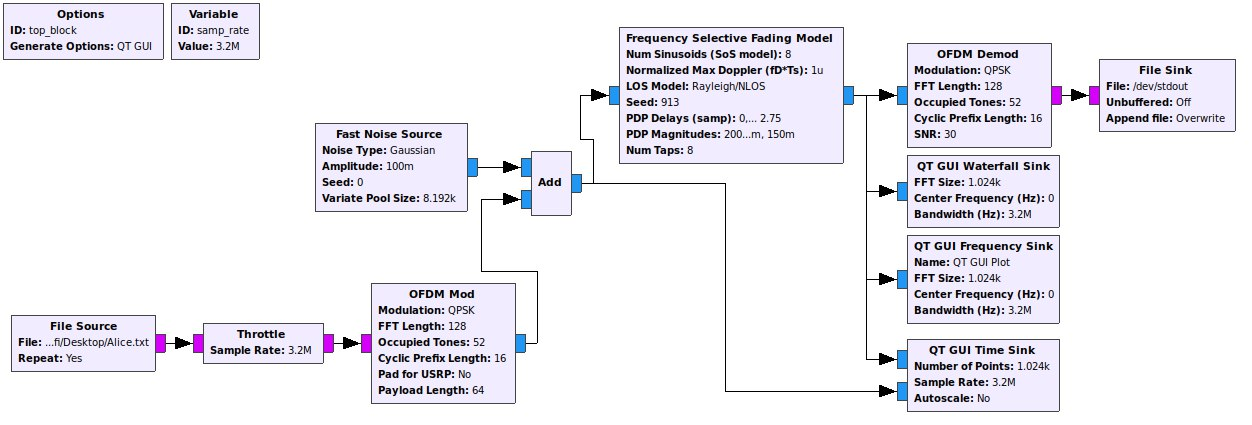 Options
ID: top_block
Generate Options: QT GUI
Variable
ID: samp_rate
Value: 3.2M
Frequency Selective Fading Model
Num Sinusoids (SoS model): 8
Normalized Max Doppler (fD*Ts): 1u
LOS Model: Rayleigh/NLOS
Seed: 913
PDP Delays (samp): 0,... 2.75
PDP Magnitudes: 200...m, 150m
Num Taps: 8
OFDM Demod
Modulation: QPSK
FFT Length: 128
Occupied Tones: 52
Cyclic Prefix Length: 16
SNR: 30
File Sink
File: /dev/stdout
Unbuffered: Off
Append file: Overwrite
Fast Noise Source
Noise Type: Gaussian
Amplitude: 100m
Seed: 0
Variate Pool Size: 8.192k
Add
QT GUI Waterfall Sink
FFT Size: 1.024k
Center Frequency (Hz): 0
Bandwidth (Hz): 3.2M
QT GUI Frequency Sink
Name: QT GUI Plot
FFT Size: 1.024k
Center Frequency (Hz): 0
Bandwidth (Hz): 3.2M
File Source
File: ...fi/Desktop/Alice.txt
Repeat: Yes
Throttle
Sample Rate: 3.2M
OFDM Mod
Modulation: QPSK
FFT Length: 128
Occupied Tones: 52
Cyclic Prefix Length: 16
Pad for USRP: No
Payload Length: 64
QT GUI Time Sink
Number of Points: 1.024k
Sample Rate: 3.2M
Autoscale: No